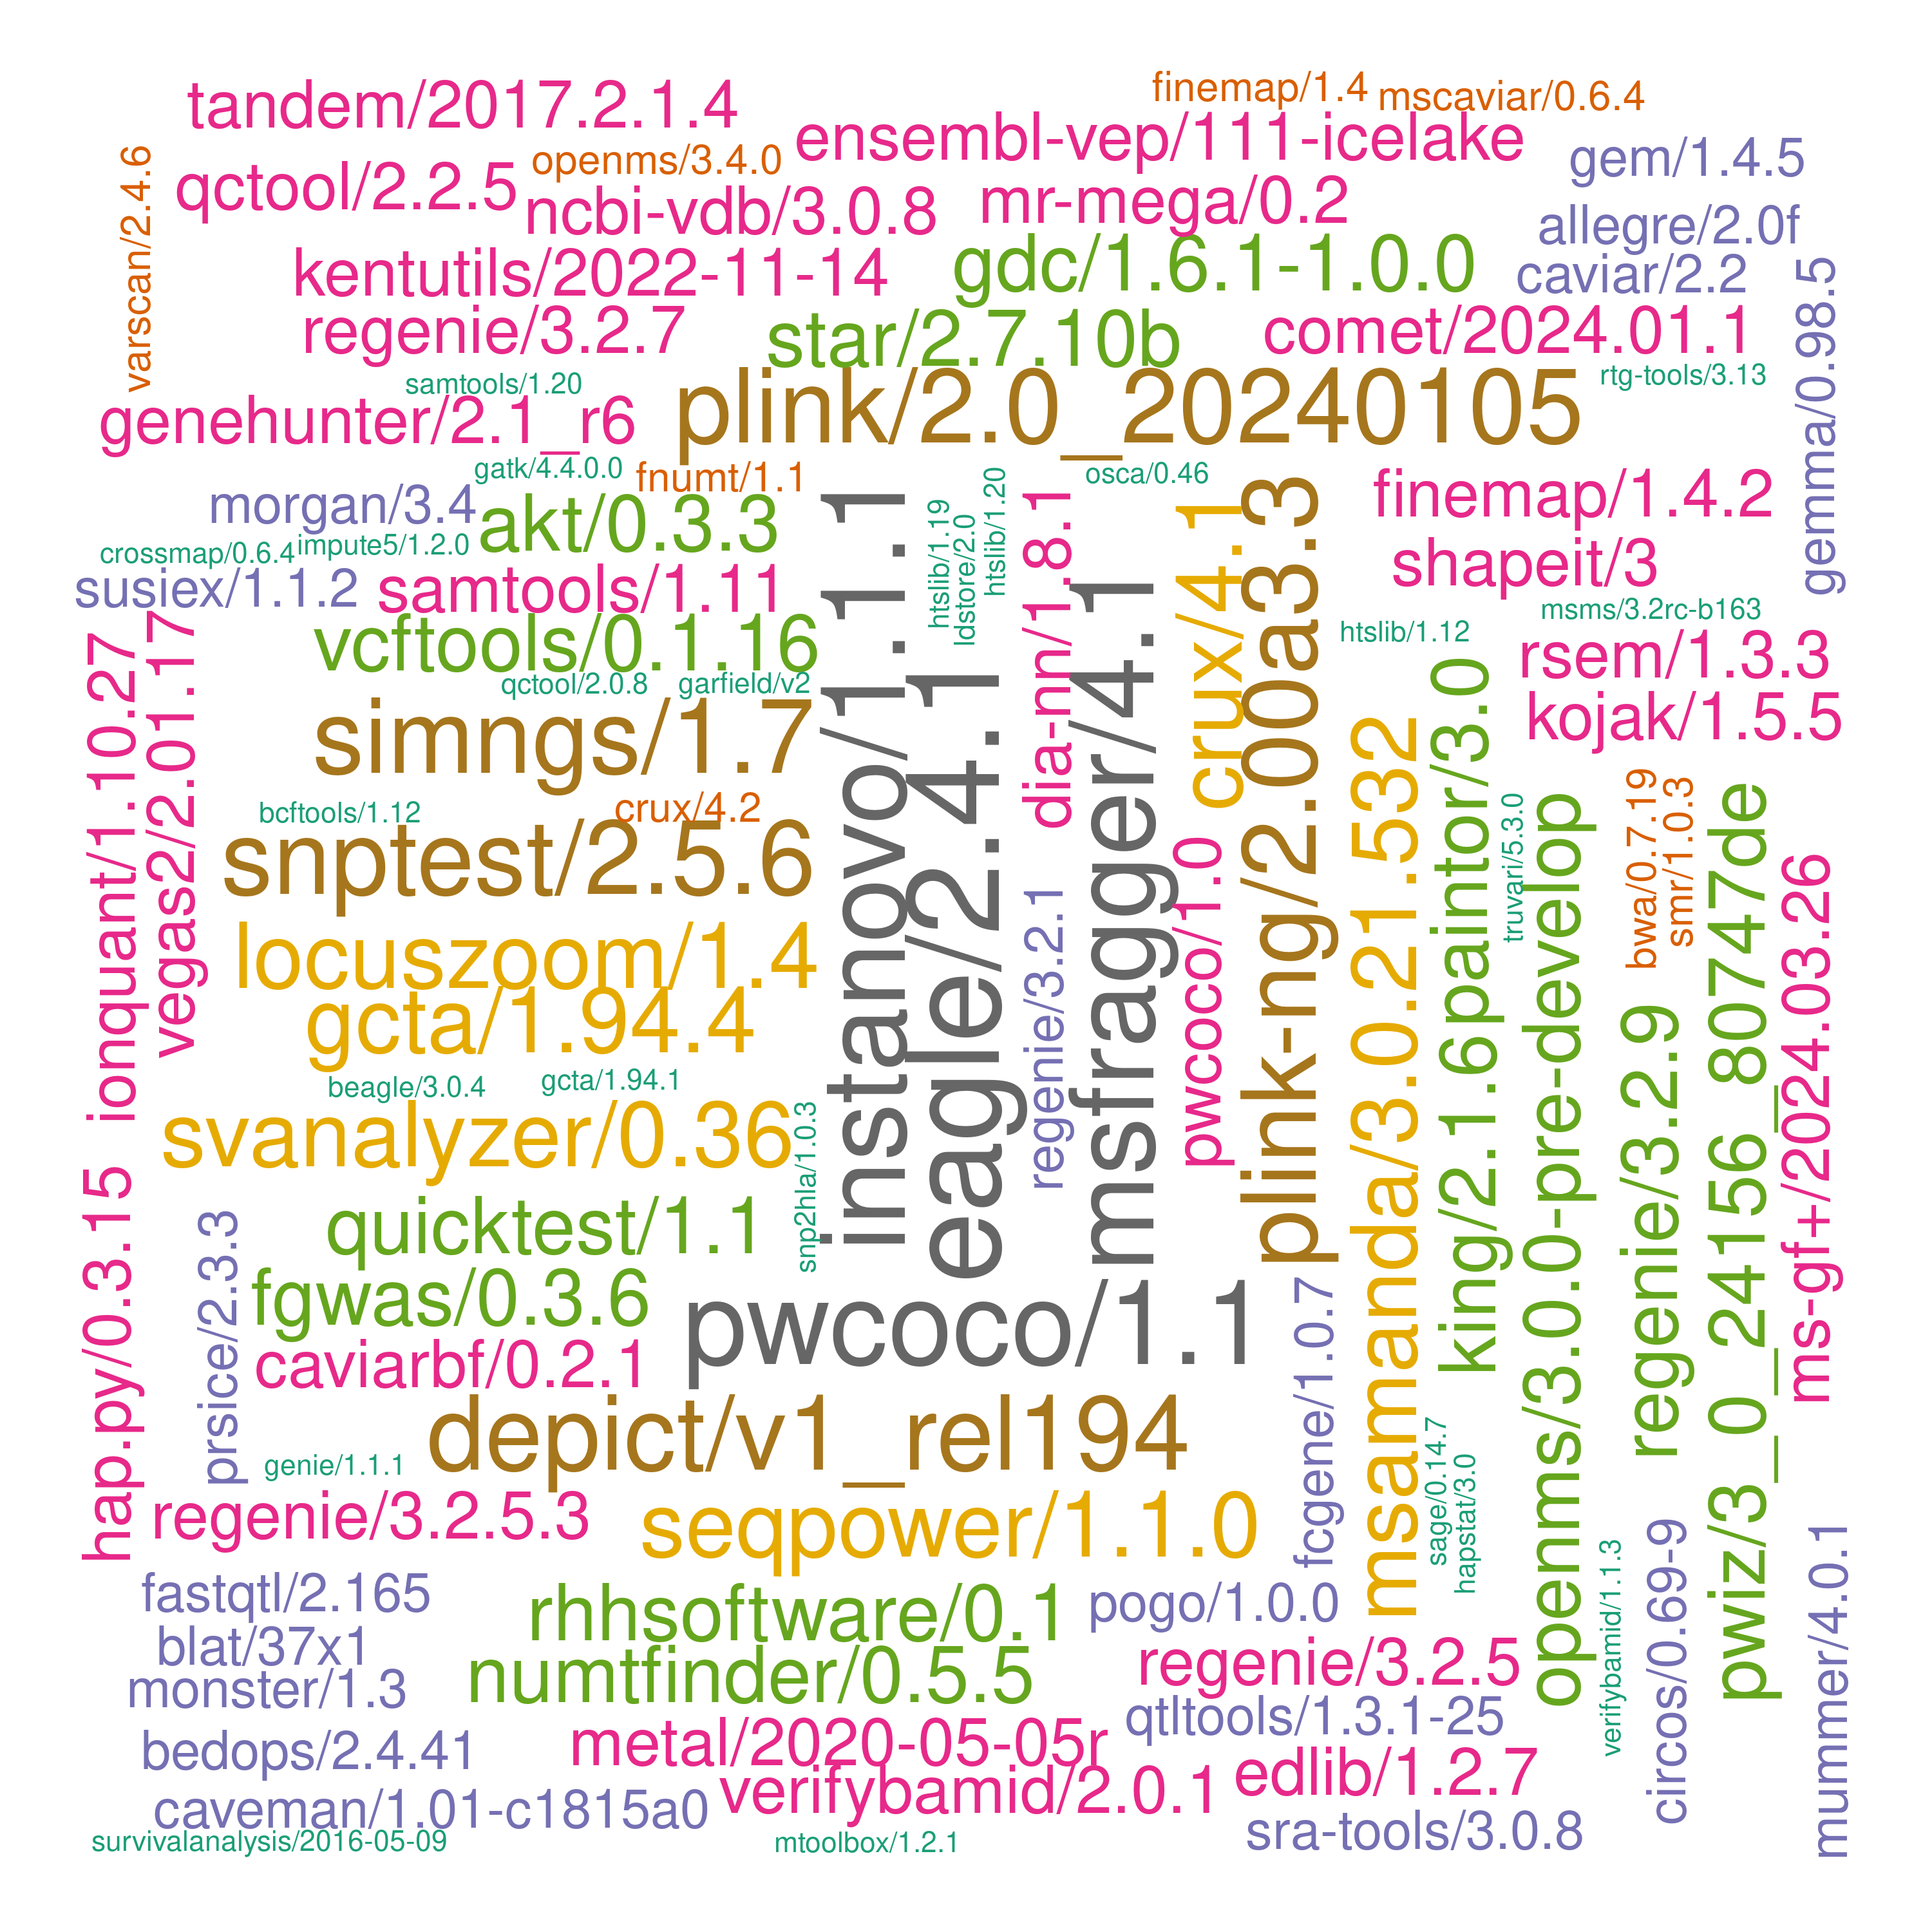 tandem/2017.2.1.4
finemap/1.4
mscaviar/0.6.4
ensembl-vep/111-icelake
varscan/2.4.6
openms/3.4.0
gem/1.4.5
qctool/2.2.5
ncbi-vdb/3.0.8
mr-mega/0.2
allegre/2.0f
kentutils/2022-11-14
gdc/1.6.1-1.0.0
caviar/2.2
gemma/0.98.5
regenie/3.2.7
star/2.7.10b
comet/2024.01.1
samtools/1.20
rtg-tools/3.13
genehunter/2.1_r6
plink/2.0_20240105
gatk/4.4.0.0
fnumt/1.1
osca/0.46
finemap/1.4.2
morgan/3.4
akt/0.3.3
crossmap/0.6.4
impute5/1.2.0
htslib/1.19
ldstore/2.0
htslib/1.20
shapeit/3
susiex/1.1.2
samtools/1.11
msms/3.2rc-b163
vcftools/0.1.16
htslib/1.12
rsem/1.3.3
qctool/2.0.8
garfield/v2
kojak/1.5.5
ionquant/1.10.27
vegas2/2.01.17
simngs/1.7
instanovo/1.1.1
eagle/2.4.1
dia-nn/1.8.1
msfragger/4.1
crux/4.1
plink-ng/2.00a3.3
bcftools/1.12
crux/4.2
snptest/2.5.6
msamanda/3.0.21.532
paintor/3.0
truvari/5.3.0
bwa/0.7.19
smr/1.0.3
locuszoom/1.4
gcta/1.94.4
regenie/3.2.1
pwcoco/1.0
king/2.1.6
openms/3.0.0-pre-develop
regenie/3.2.9
pwiz/3_0_24156_80747de
ms-gf+/2024.03.26
beagle/3.0.4
gcta/1.94.1
svanalyzer/0.36
snp2hla/1.0.3
hap.py/0.3.15
prsice/2.3.3
quicktest/1.1
fgwas/0.3.6
pwcoco/1.1
caviarbf/0.2.1
fcgene/1.0.7
depict/v1_rel194
genie/1.1.1
sage/0.14.7
hapstat/3.0
regenie/3.2.5.3
seqpower/1.1.0
verifybamid/1.1.3
circos/0.69-9
mummer/4.0.1
fastqtl/2.165
rhhsoftware/0.1
pogo/1.0.0
blat/37x1
regenie/3.2.5
monster/1.3
numtfinder/0.5.5
qtltools/1.3.1-25
bedops/2.4.41
metal/2020-05-05r
edlib/1.2.7
caveman/1.01-c1815a0
verifybamid/2.0.1
sra-tools/3.0.8
survivalanalysis/2016-05-09
mtoolbox/1.2.1